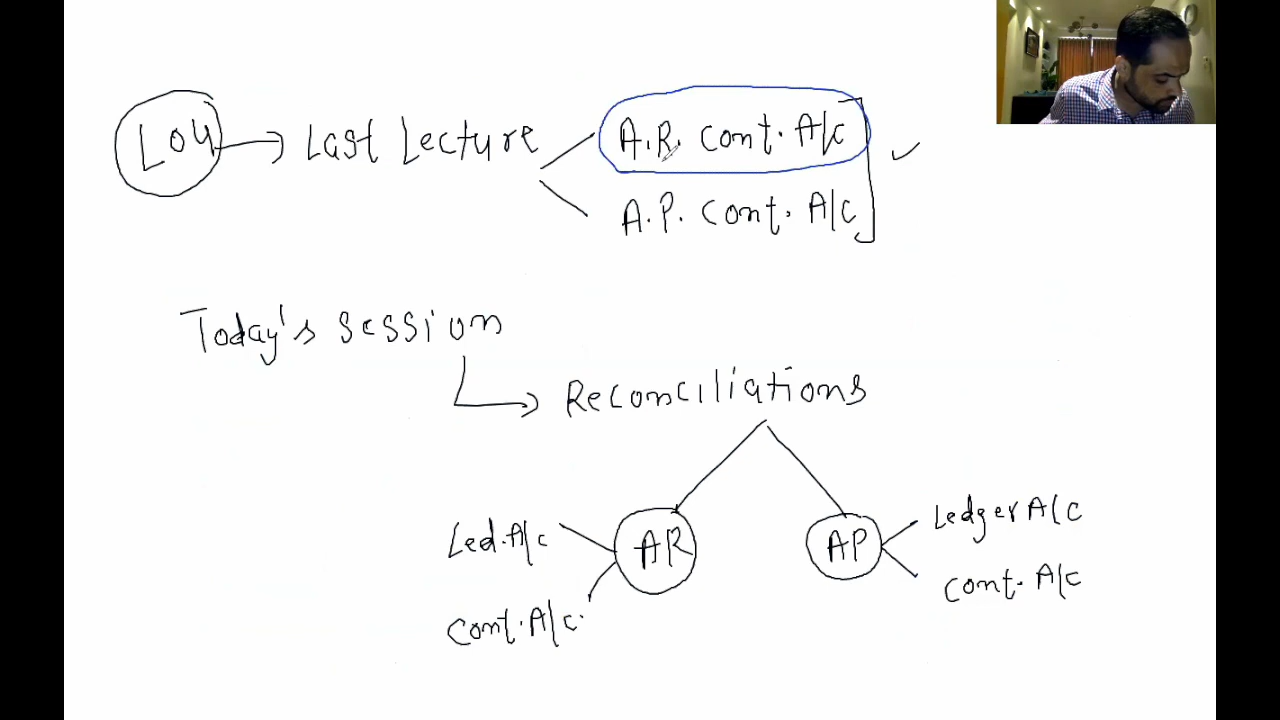 LO4 → Last Lecture
A.R. Cont. A/c
A.P. Cont. A/c
Today's session
Reconciliations
Led. A/c
AR
Cont. A/c.
AP
Ledger A/c
Cont. A/c